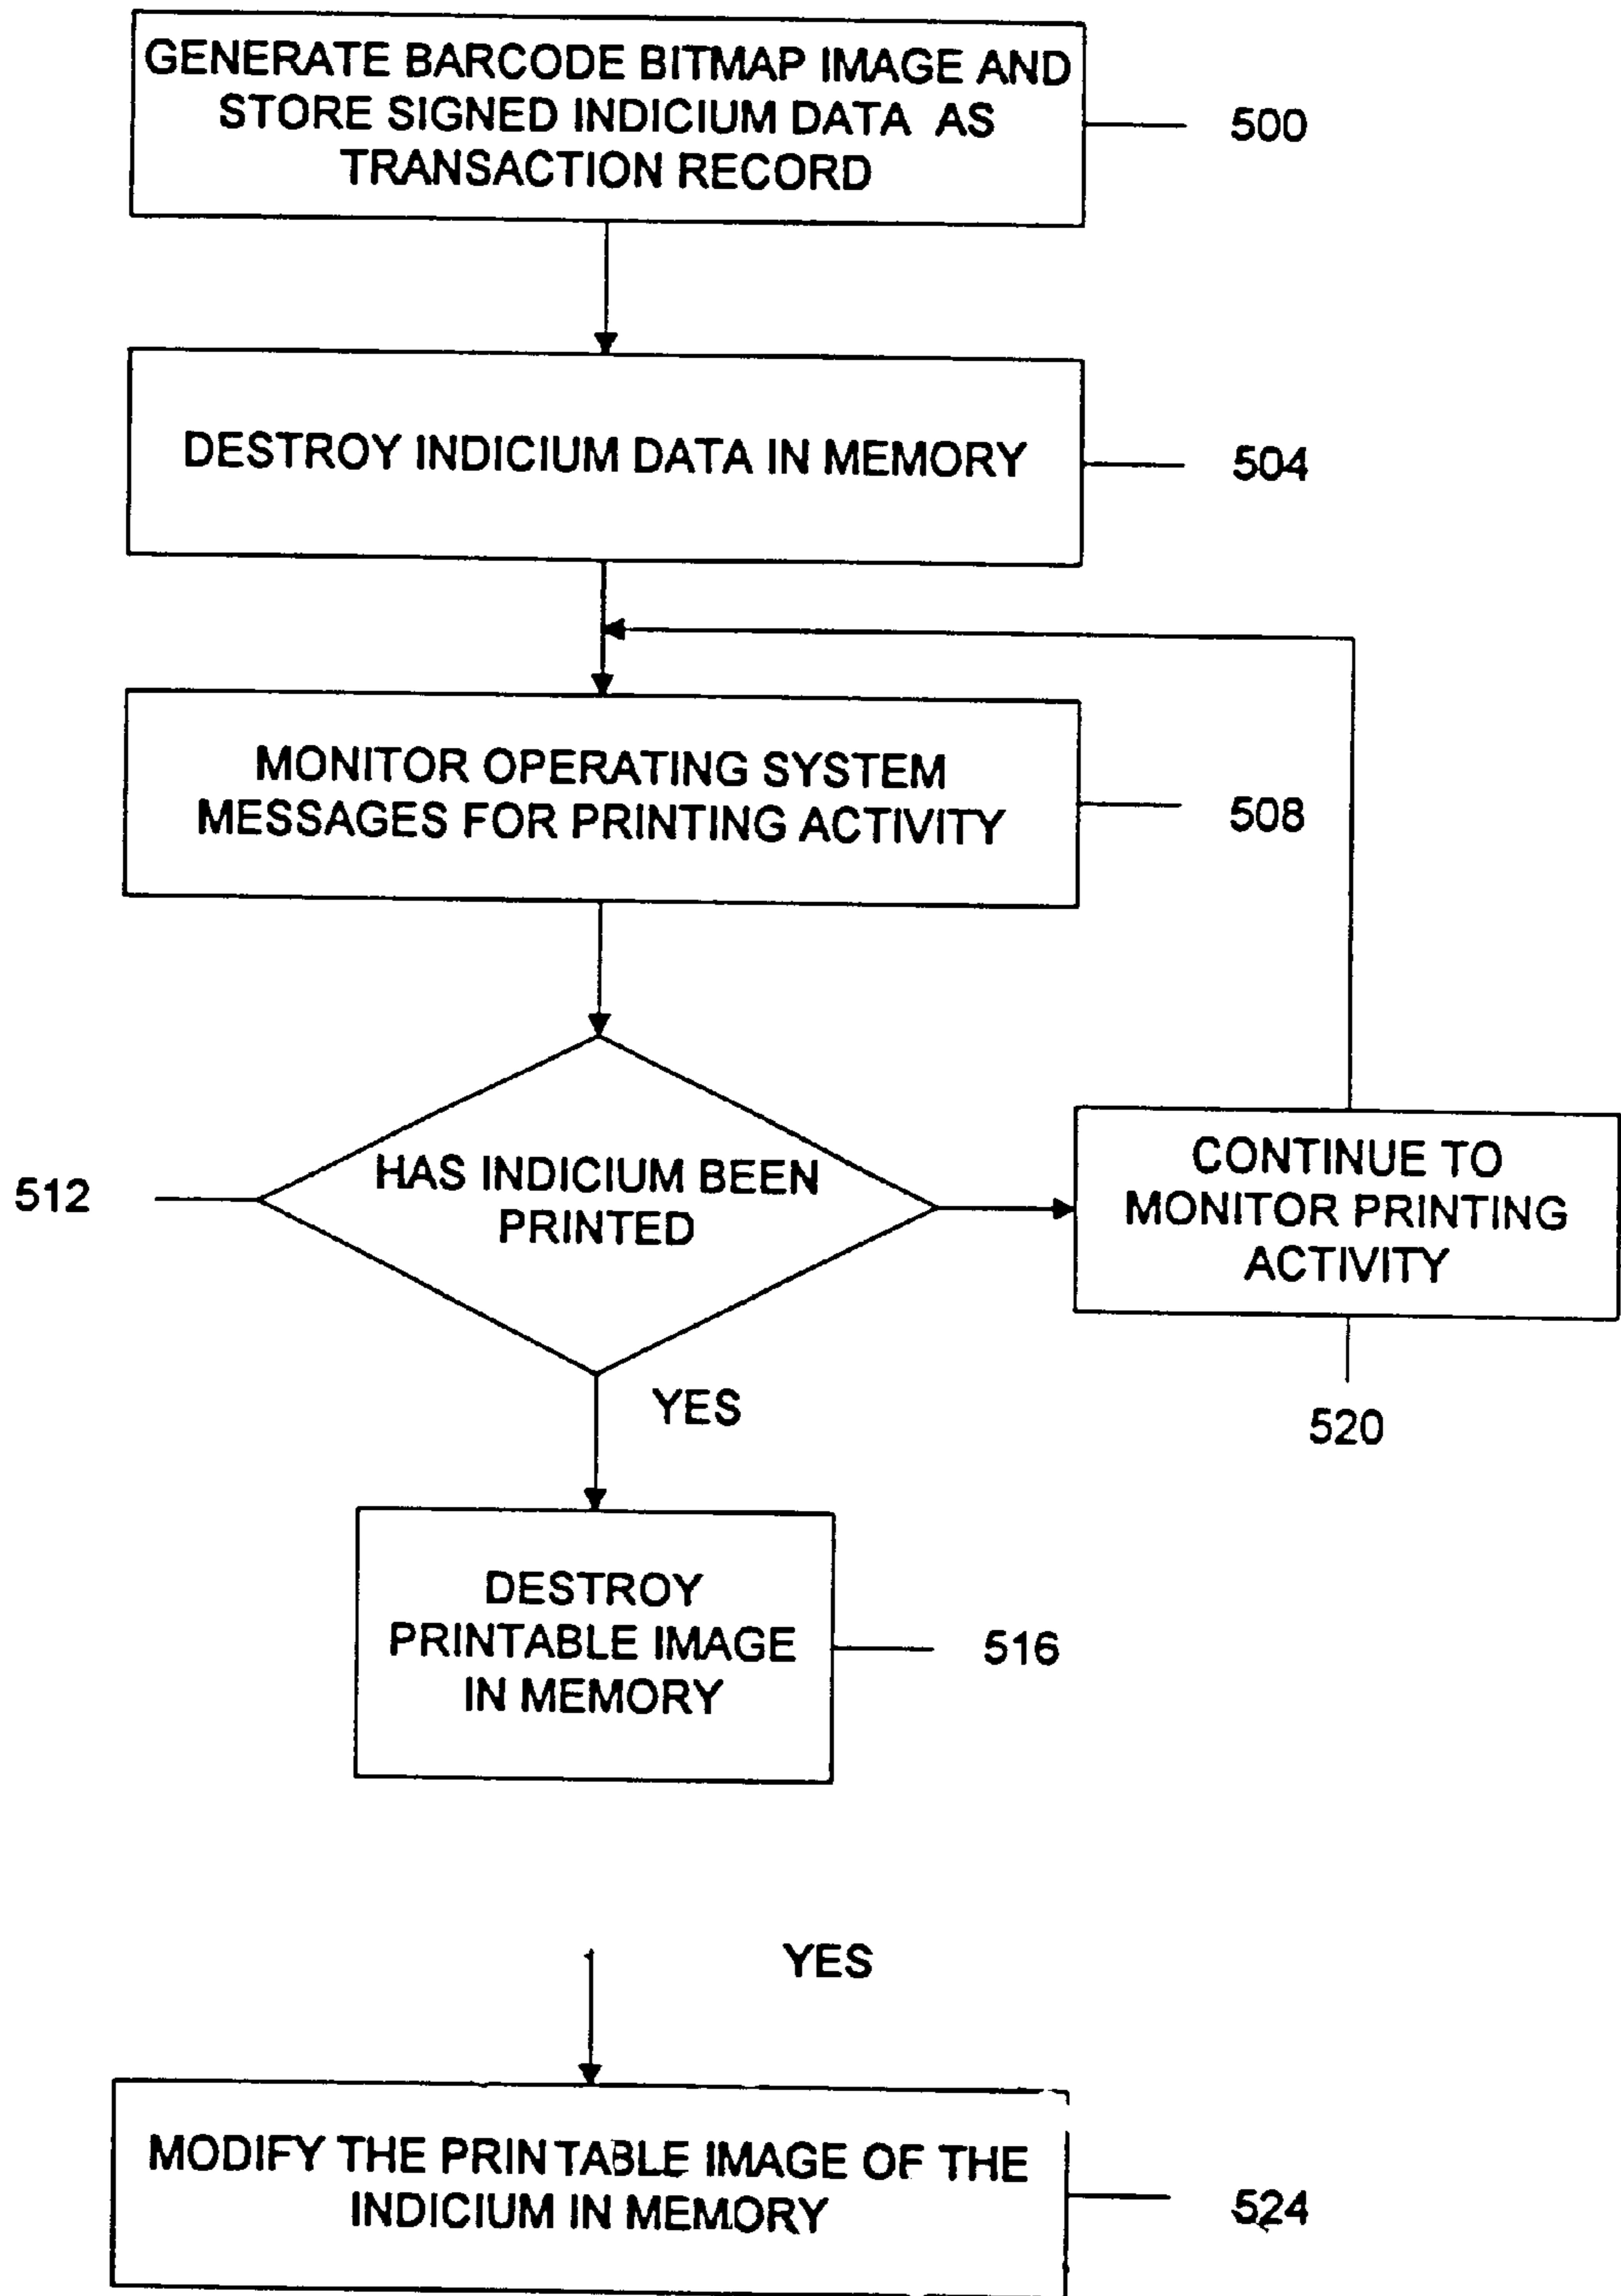 GENERATE BARCODE BITMAP IMAGE AND
STORE SIGNED INDICIUM DATA AS
TRANSACTION RECORD
500
DESTROY INDICIUM DATA IN MEMORY
504
MONITOR OPERATING SYSTEM
MESSAGES FOR PRINTING ACTIVITY
508
512
HAS INDICIUM BEEN
PRINTED
CONTINUE TO
MONITOR PRINTING
ACTIVITY
520
YES
DESTROY
PRINTABLE IMAGE
IN MEMORY
516
YES
MODIFY THE PRINTABLE IMAGE OF THE
INDICIUM IN MEMORY
524